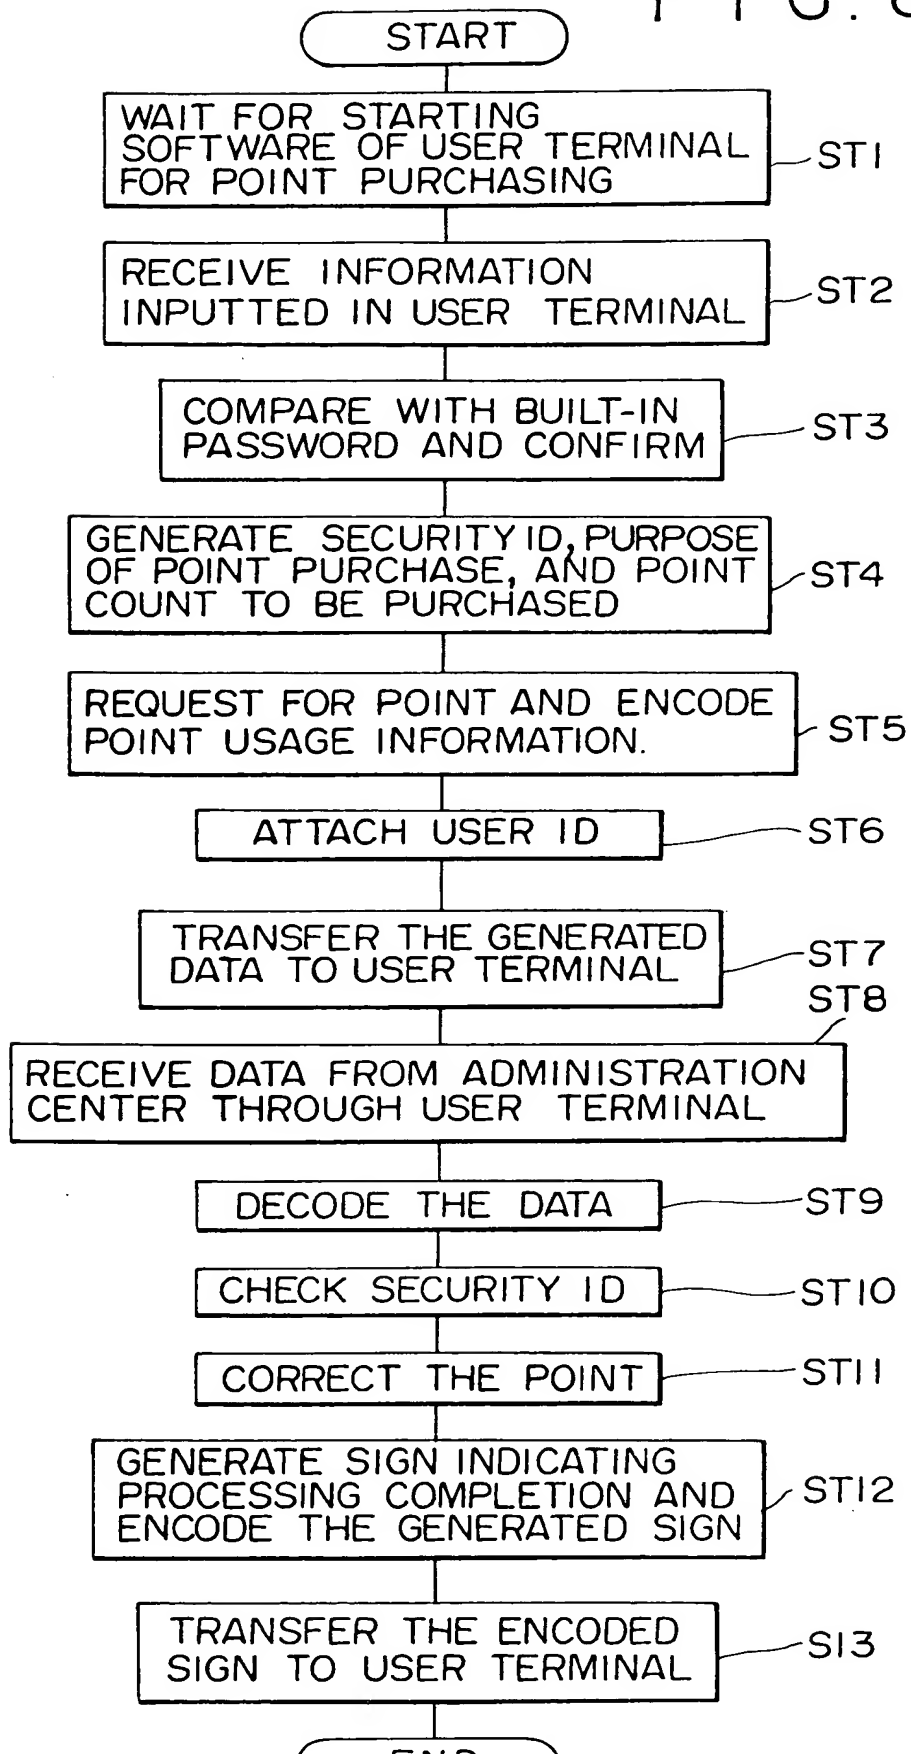 FIG.
START
WAIT FOR STARTING
SOFTWARE OF USER TERMINAL
FOR POINT PURCHASING
ST1
RECEIVE INFORMATION
INPUTTED IN USER TERMINAL
ST2
COMPARE WITH BUILT-IN
PASSWORD AND CONFIRM
ST3
GENERATE SECURITY ID, PURPOSE
OF POINT PURCHASE, AND POINT
COUNT TO BE PURCHASED
ST4
REQUEST FOR POINT AND ENCODE
POINT USAGE INFORMATION.
ST5
ATTACH USER ID
ST6
TRANSFER THE GENERATED
DATA TO USER TERMINAL
ST7
ST8
RECEIVE DATA FROM ADMINISTRATION
CENTER THROUGH USER TERMINAL
DECODE THE DATA
ST9
CHECK SECURITY ID
ST10
CORRECT THE POINT
ST11
GENERATE SIGN INDICATING
PROCESSING COMPLETION AND
ENCODE THE GENERATED SIGN
ST12
TRANSFER THE ENCODED
SIGN TO USER TERMINAL
S13
END